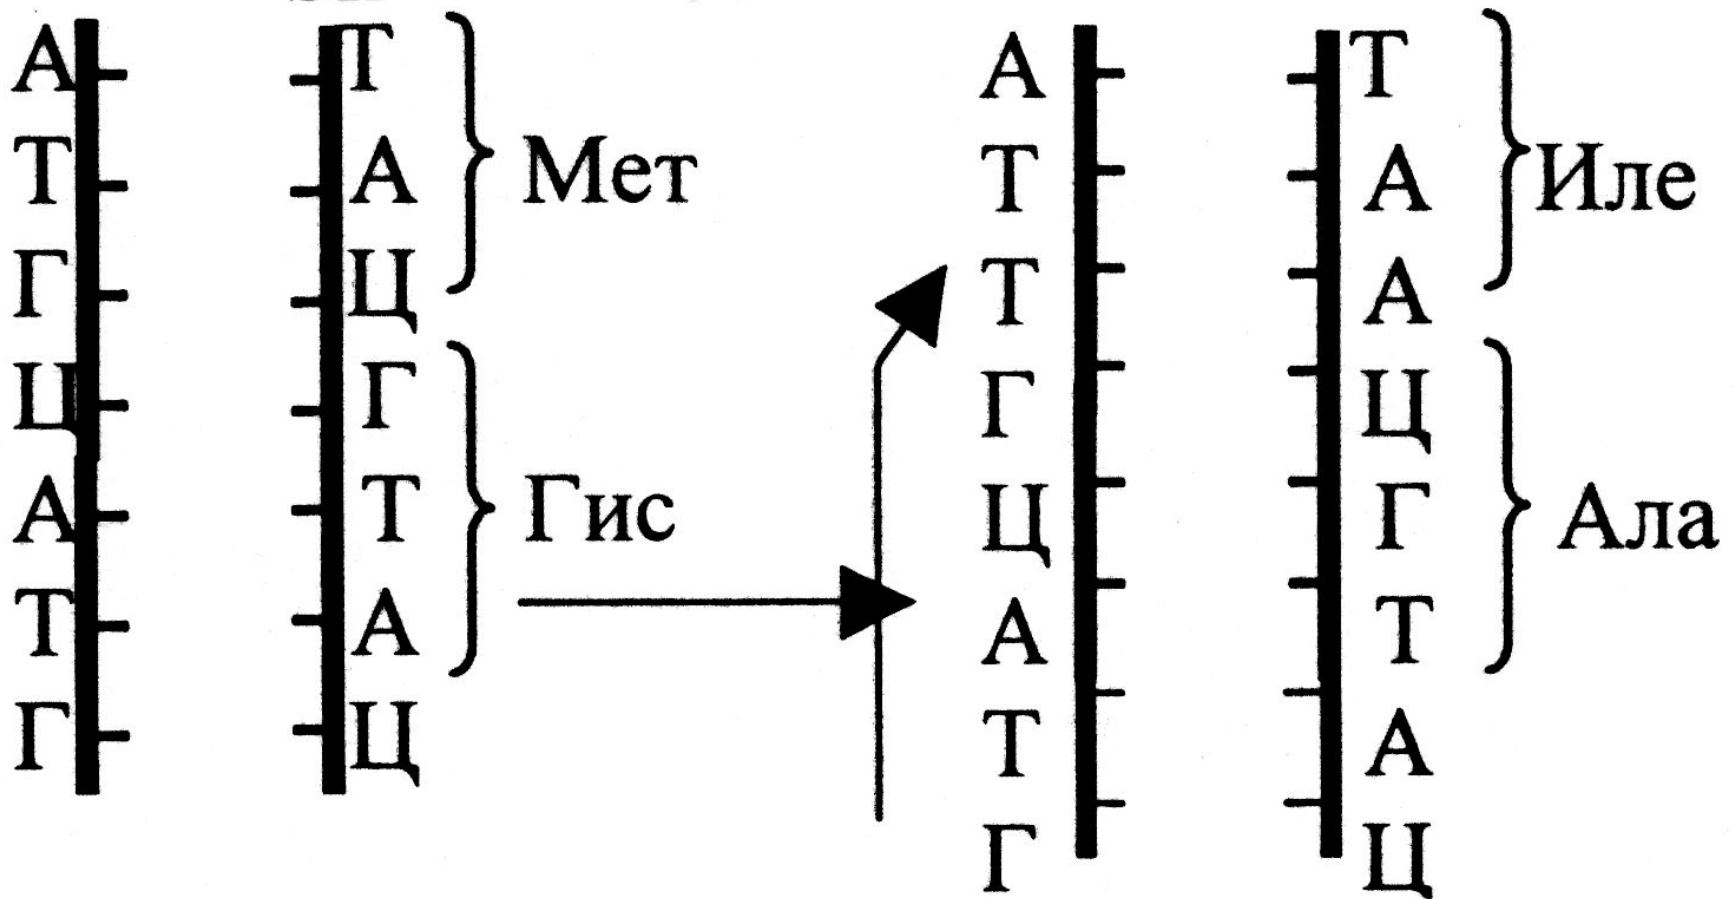 А Т А Т
Т А Мет Т А Иле
Г Ц Т А
Ц Г Г Ц
А Т Гис Ц Г Ала
Т А А Т
Г Ц Т А
Г Ц